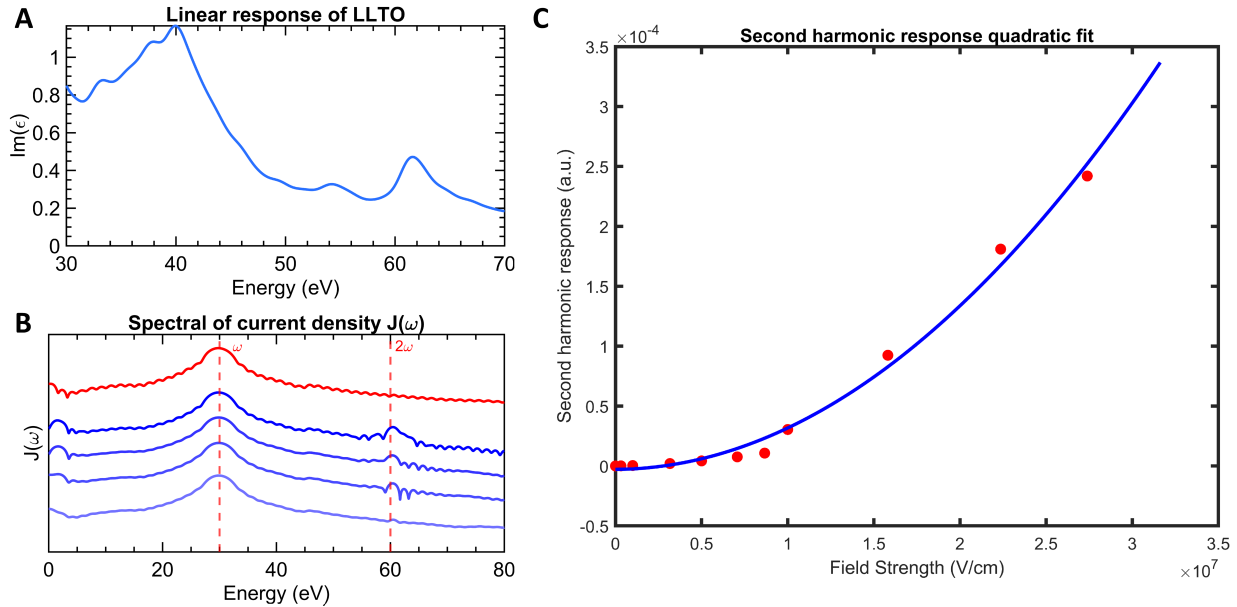 A
Linear response of LLTO
Im(ϵ)
1
0.8
0.6
0.4
0.2
0
30 40 50 60 70
Energy (eV)
B
Spectral of current density J(ω)
ω
2ω
J(ω)
0 20 40 60 80
Energy (eV)
C
×10⁻⁴
Second harmonic response quadratic fit
Second harmonic response (a.u.)
3.5
3
2.5
2
1.5
1
0.5
0
-0.5
0 0.5 1 1.5 2 2.5 3 3.5
Field Strength (V/cm)
×10⁷